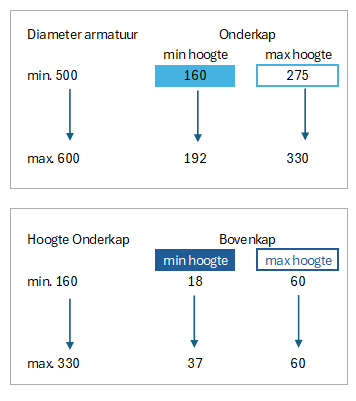 Diameter armatuur Onderkap
min hoogte max hoogte
min. 500 160 275
max. 600 192 330
Hoogte Onderkap Bovenkap
min hoogte max hoogte
min. 160 18 60
max. 330 37 60